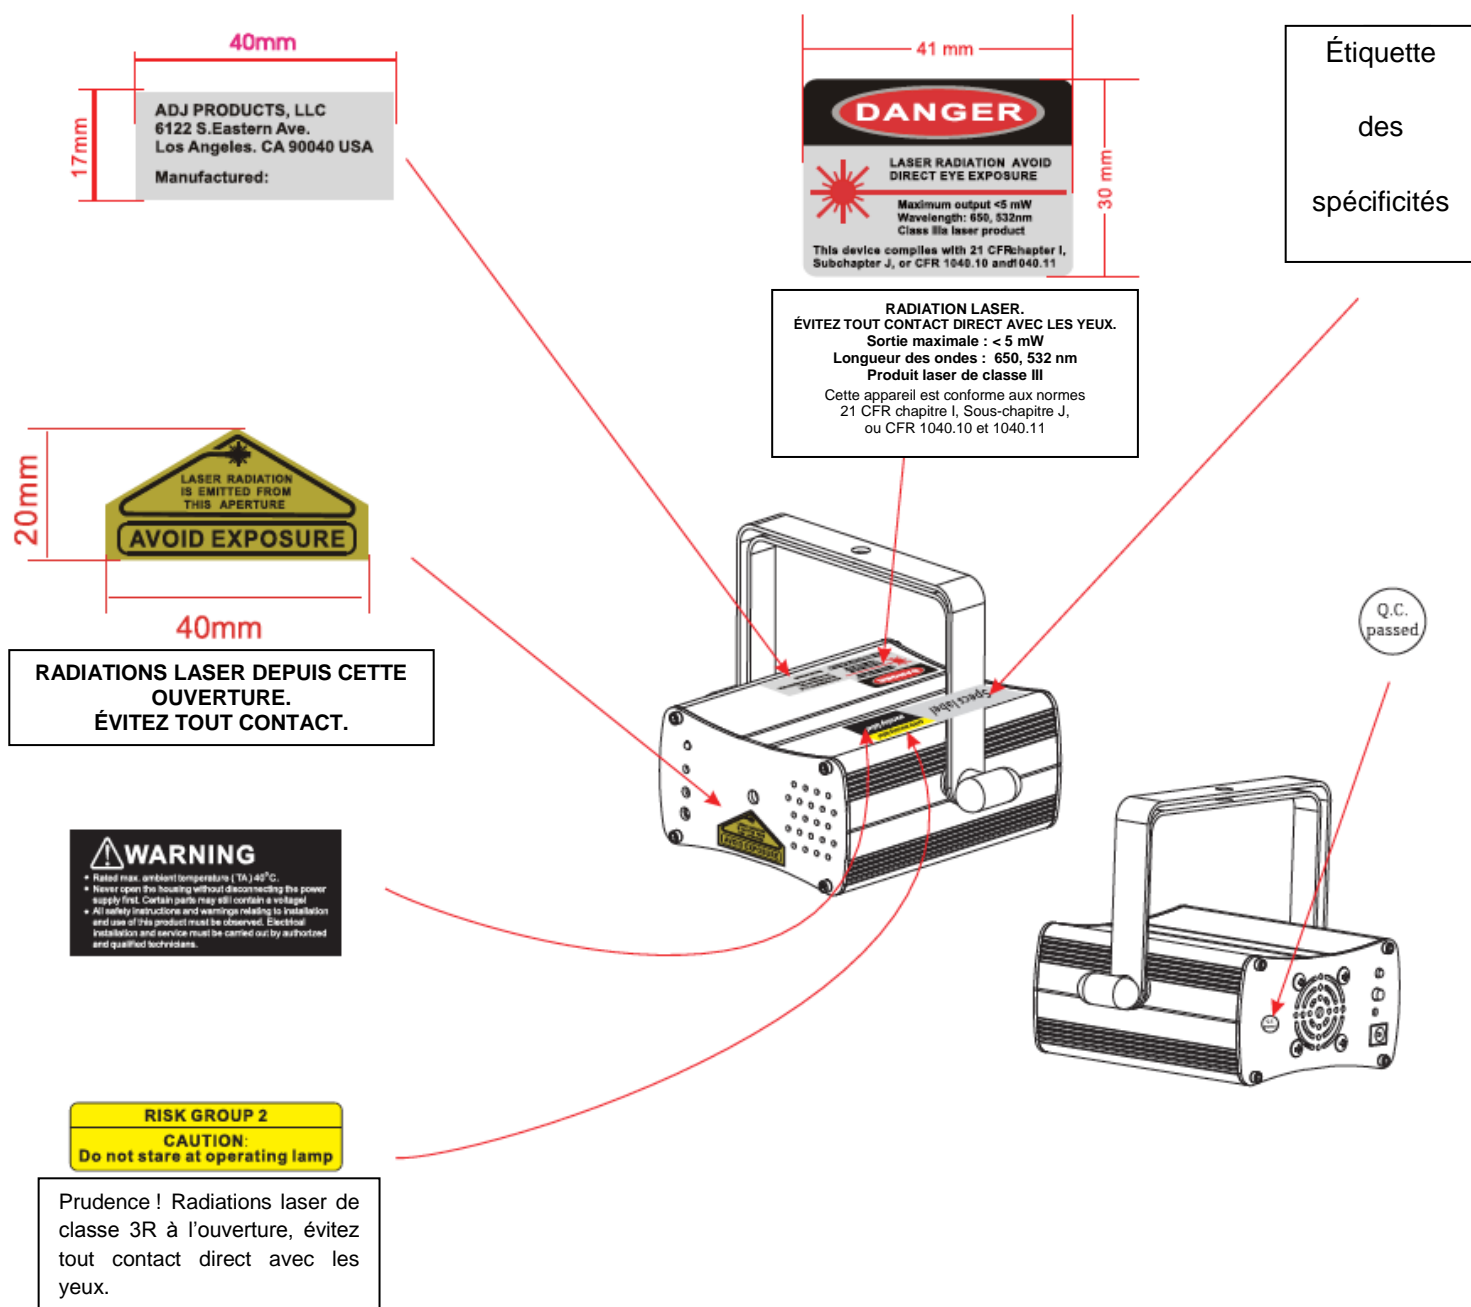 40mm
17mm
ADJ PRODUCTS, LLC
6122 S.Eastern Ave.
Los Angeles. CA 90040 USA
Manufactured:
41 mm
30 mm
DANGER
LASER RADIATION AVOID
DIRECT EYE EXPOSURE
Maximum output <5 mW
Wavelength: 650, 532nm
Class IIIa laser product
This device complies with 21 CFRchapter I,
Subchapter J, or CFR 1040.10 and1040.11
Étiquette
des
spécificités
RADIATION LASER.
ÉVITEZ TOUT CONTACT DIRECT AVEC LES YEUX.
Sortie maximale : < 5 mW
Longueur des ondes : 650, 532 nm
Produit laser de classe III
Cette appareil est conforme aux normes
21 CFR chapitre I, Sous-chapitre J,
ou CFR 1040.10 et 1040.11
20mm
LASER RADIATION
IS EMITTED FROM
THIS APERTURE
AVOID EXPOSURE
40mm
RADIATIONS LASER DEPUIS CETTE
OUVERTURE.
ÉVITEZ TOUT CONTACT.
Specs label
Q.C.
passed
WARNING
• Rated max. ambient temperature (TA) 40°C.
• Never open the housing without disconnecting the power
supply first. Certain parts may still contain a voltage!
• All safety instructions and warnings relating to installation
and use of this product must be observed. Electrical
installation and service must be carried out by authorized
and qualified technicians.
RISK GROUP 2
CAUTION:
Do not stare at operating lamp
Prudence ! Radiations laser de
classe 3R à l’ouverture, évitez
tout contact direct avec les
yeux.